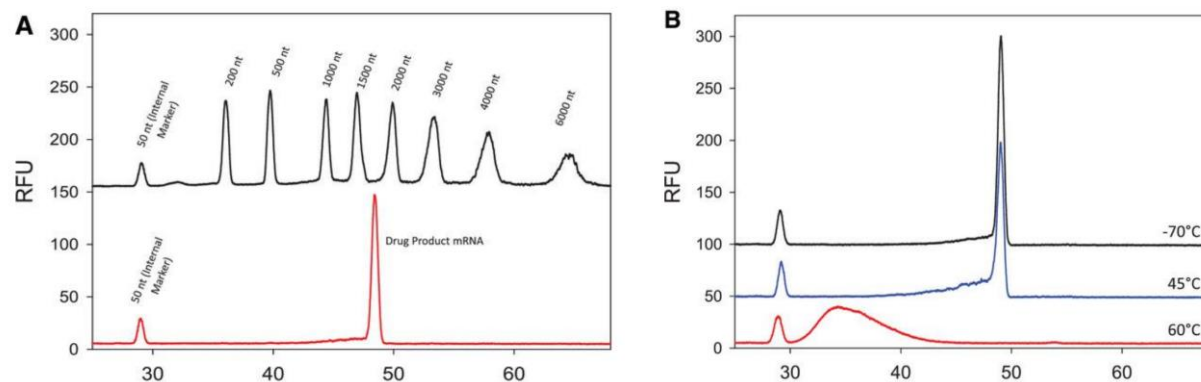 A
RFU
300
250
200
150
100
50
0
50 nt (Internal
Marker)
200 nt
500 nt
1000 nt
1500 nt
2000 nt
3000 nt
4000 nt
6000 nt
50 nt (Internal
Marker)
Drug Product mRNA
30 40 50 60
B
RFU
300
250
200
150
100
50
0
-70°C
45°C
60°C
30 40 50 60